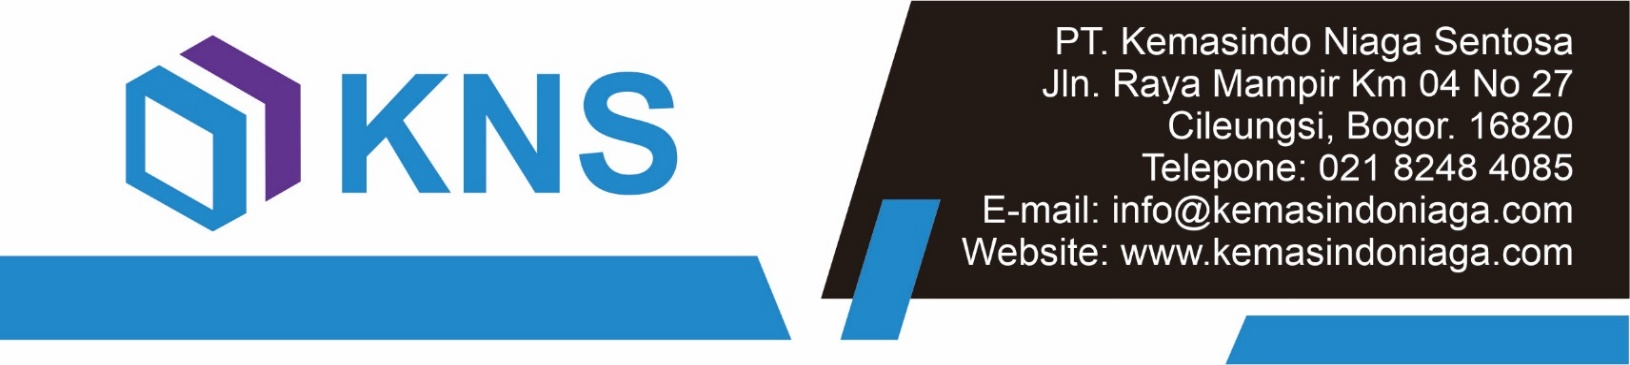 KNS
PT. Kemasindo Niaga Sentosa
Jln. Raya Mampir Km 04 No 27
Cileungsi, Bogor. 16820
Telepone: 021 8248 4085
E-mail: info@kemasindoniaga.com
Website: www.kemasindoniaga.com